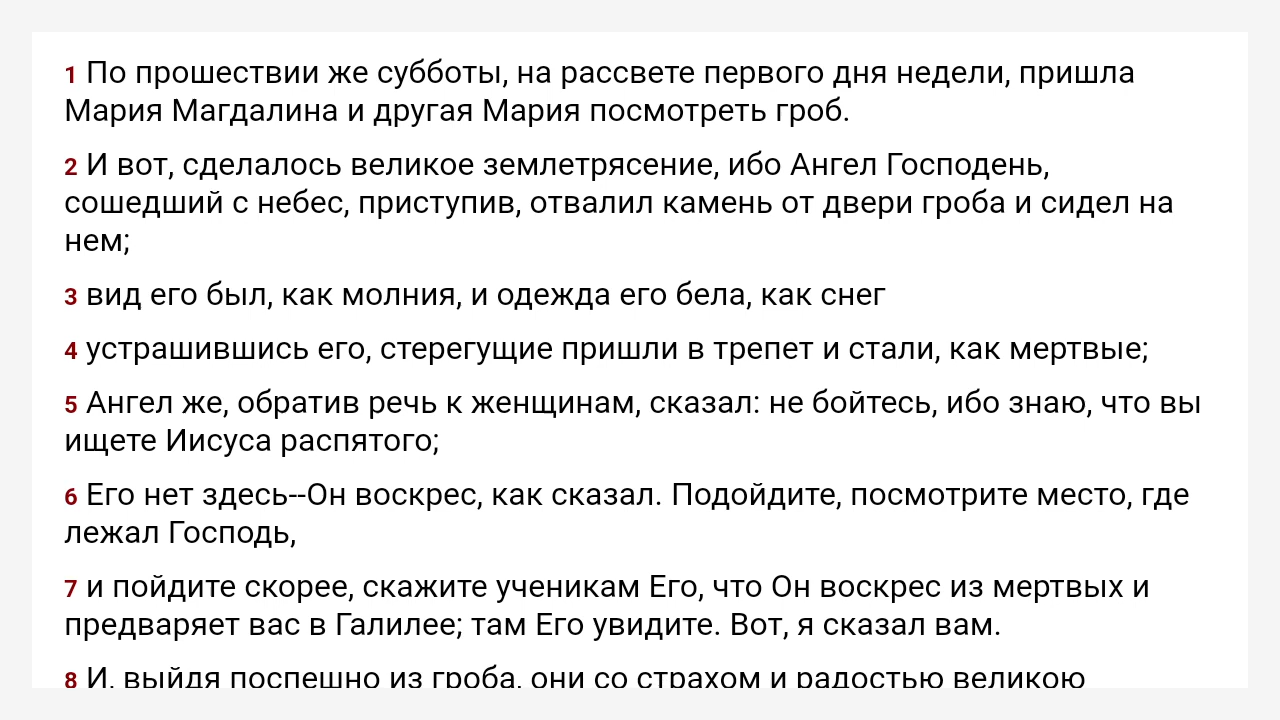 1 По прошествии же субботы, на рассвете первого дня недели, пришла
Мария Магдалина и другая Мария посмотреть гроб.
2 И вот, сделалось великое землетрясение, ибо Ангел Господень,
сошедший с небес, приступив, отвалил камень от двери гроба и сидел на
нем;
3 вид его был, как молния, и одежда его бела, как снег
4 устрашившись его, стерегущие пришли в трепет и стали, как мертвые;
5 Ангел же, обратив речь к женщинам, сказал: не бойтесь, ибо знаю, что вы
ищете Иисуса распятого;
6 Его нет здесь--Он воскрес, как сказал. Подойдите, посмотрите место, где
лежал Господь,
7 и пойдите скорее, скажите ученикам Его, что Он воскрес из мертвых и
предваряет вас в Галилее; там Его увидите. Вот, я сказал вам.
8 И, выйдя поспешно из гроба, они со страхом и радостью великою